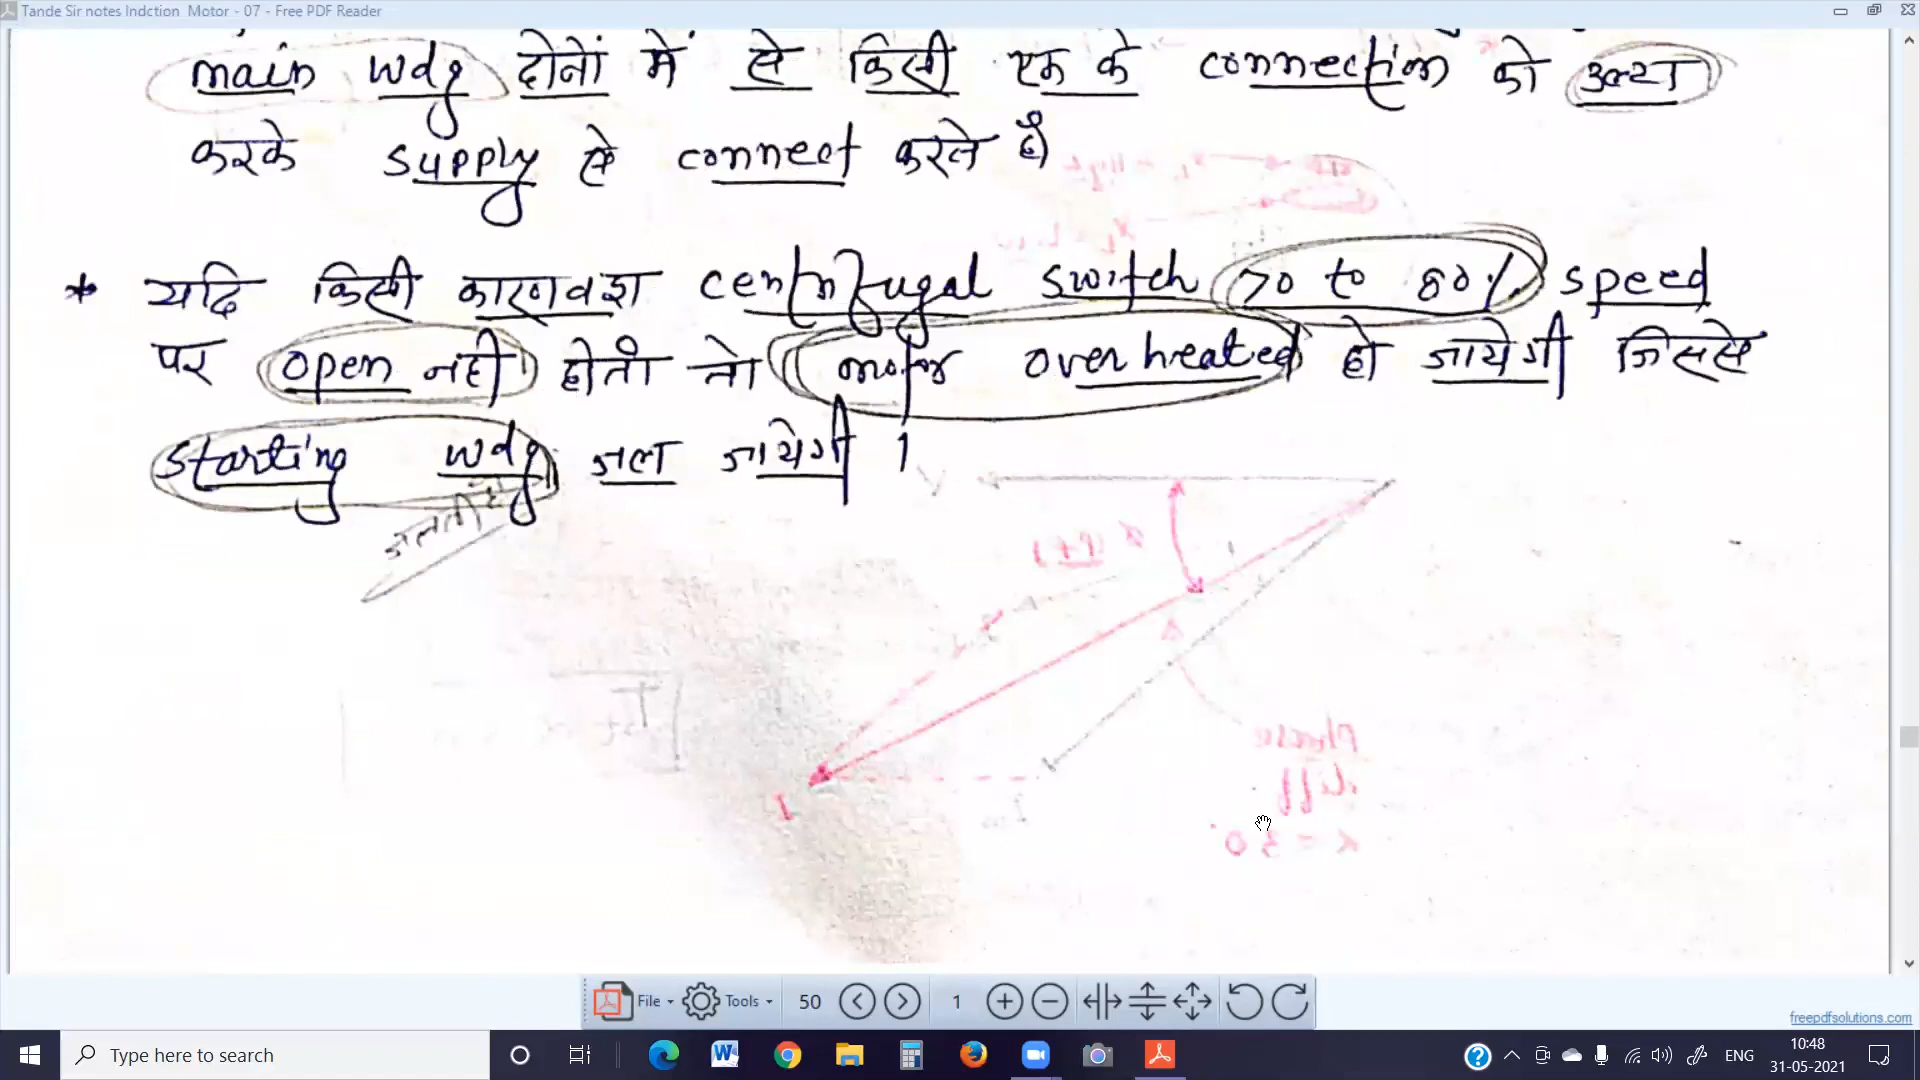 Tande Sir notes Indction Motor - 07 - Free PDF Reader
main wdg दोनों में से किसी एक के connection को उल्टा
करके supply से connect करते है
* यदि किसी कारणवश centrifugal switch 70 to 80% speed
पर open नही होती तो motor overheated हो जायेगी जिससे
starting wdg जल जायेगी ।
जलती है
File Tools 50 1
freepdfsolutions.com
Type here to search
ENG
10:48
31-05-2021